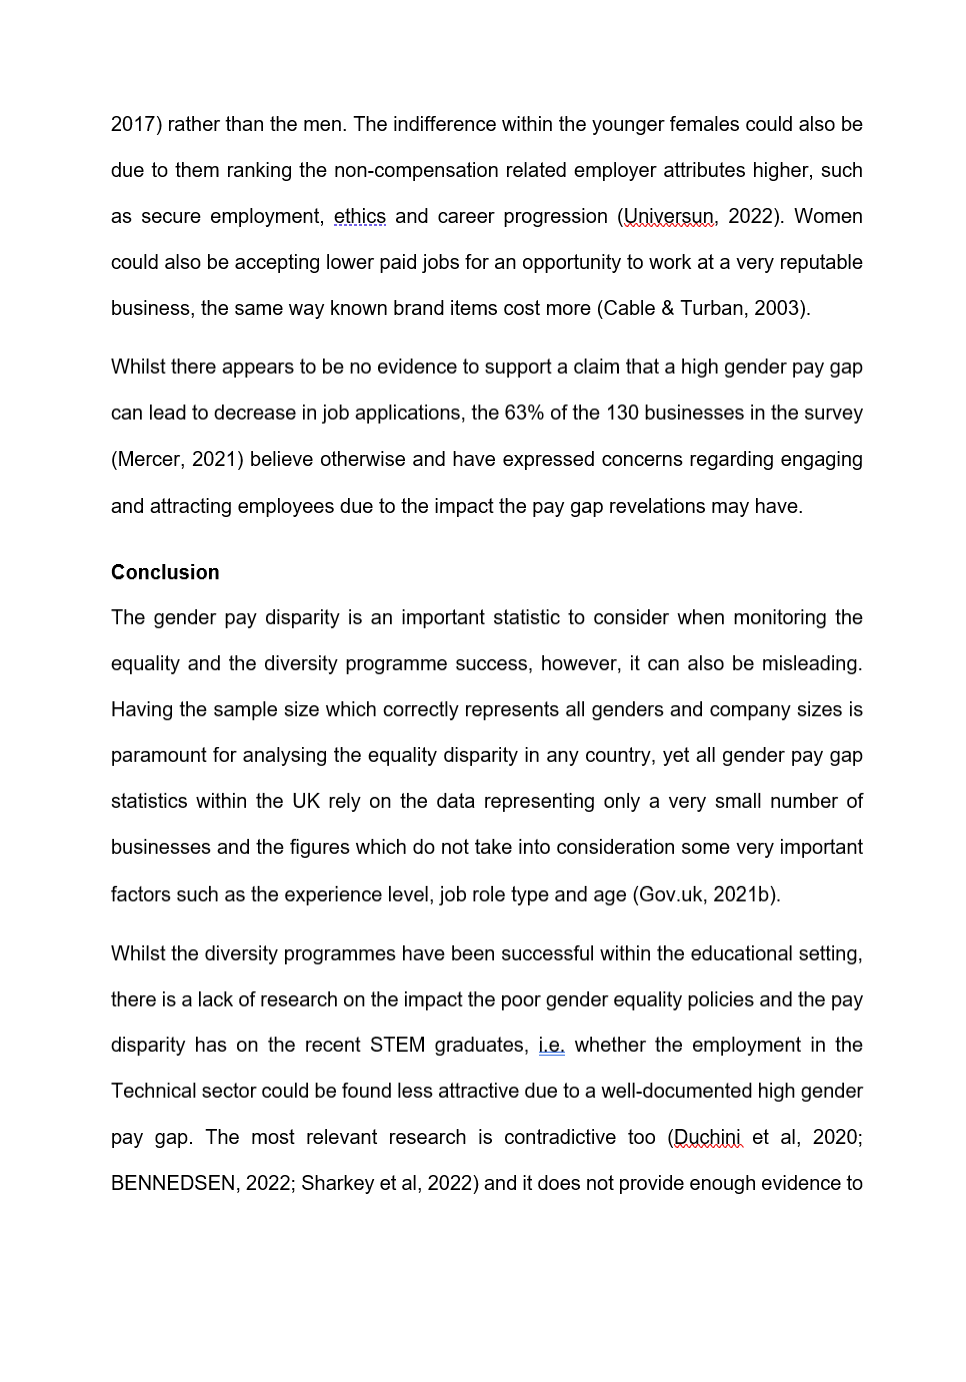 2017) rather than the men. The indifference within the younger females could also be
due to them ranking the non-compensation related employer attributes higher, such
as secure employment, ethics and career progression (Universun, 2022). Women
could also be accepting lower paid jobs for an opportunity to work at a very reputable
business, the same way known brand items cost more (Cable & Turban, 2003).
Whilst there appears to be no evidence to support a claim that a high gender pay gap
can lead to decrease in job applications, the 63% of the 130 businesses in the survey
(Mercer, 2021) believe otherwise and have expressed concerns regarding engaging
and attracting employees due to the impact the pay gap revelations may have.
Conclusion
The gender pay disparity is an important statistic to consider when monitoring the
equality and the diversity programme success, however, it can also be misleading.
Having the sample size which correctly represents all genders and company sizes is
paramount for analysing the equality disparity in any country, yet all gender pay gap
statistics within the UK rely on the data representing only a very small number of
businesses and the figures which do not take into consideration some very important
factors such as the experience level, job role type and age (Gov.uk, 2021b).
Whilst the diversity programmes have been successful within the educational setting,
there is a lack of research on the impact the poor gender equality policies and the pay
disparity has on the recent STEM graduates, i.e. whether the employment in the
Technical sector could be found less attractive due to a well-documented high gender
pay gap. The most relevant research is contradictive too (Duchini et al, 2020;
BENNEDSEN, 2022; Sharkey et al, 2022) and it does not provide enough evidence to